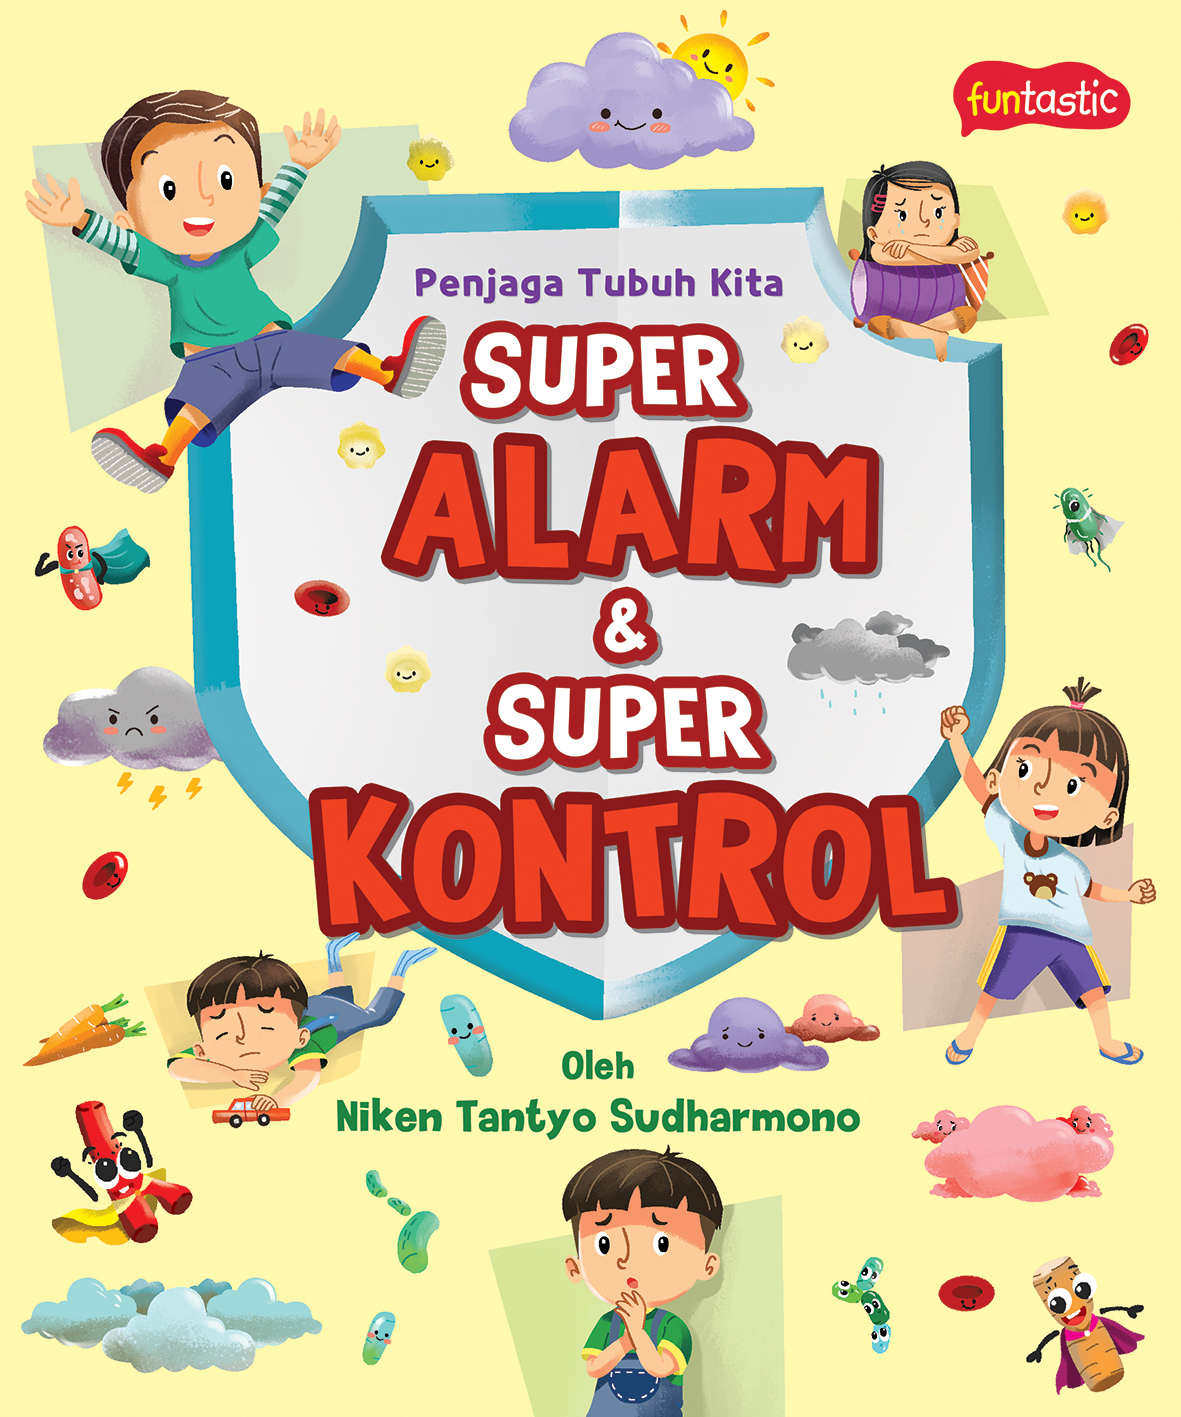 funtastic
Penjaga Tubuh Kita
SUPER
ALARM
&
SUPER
KONTROL
Oleh
Niken Tantyo Sudharmono